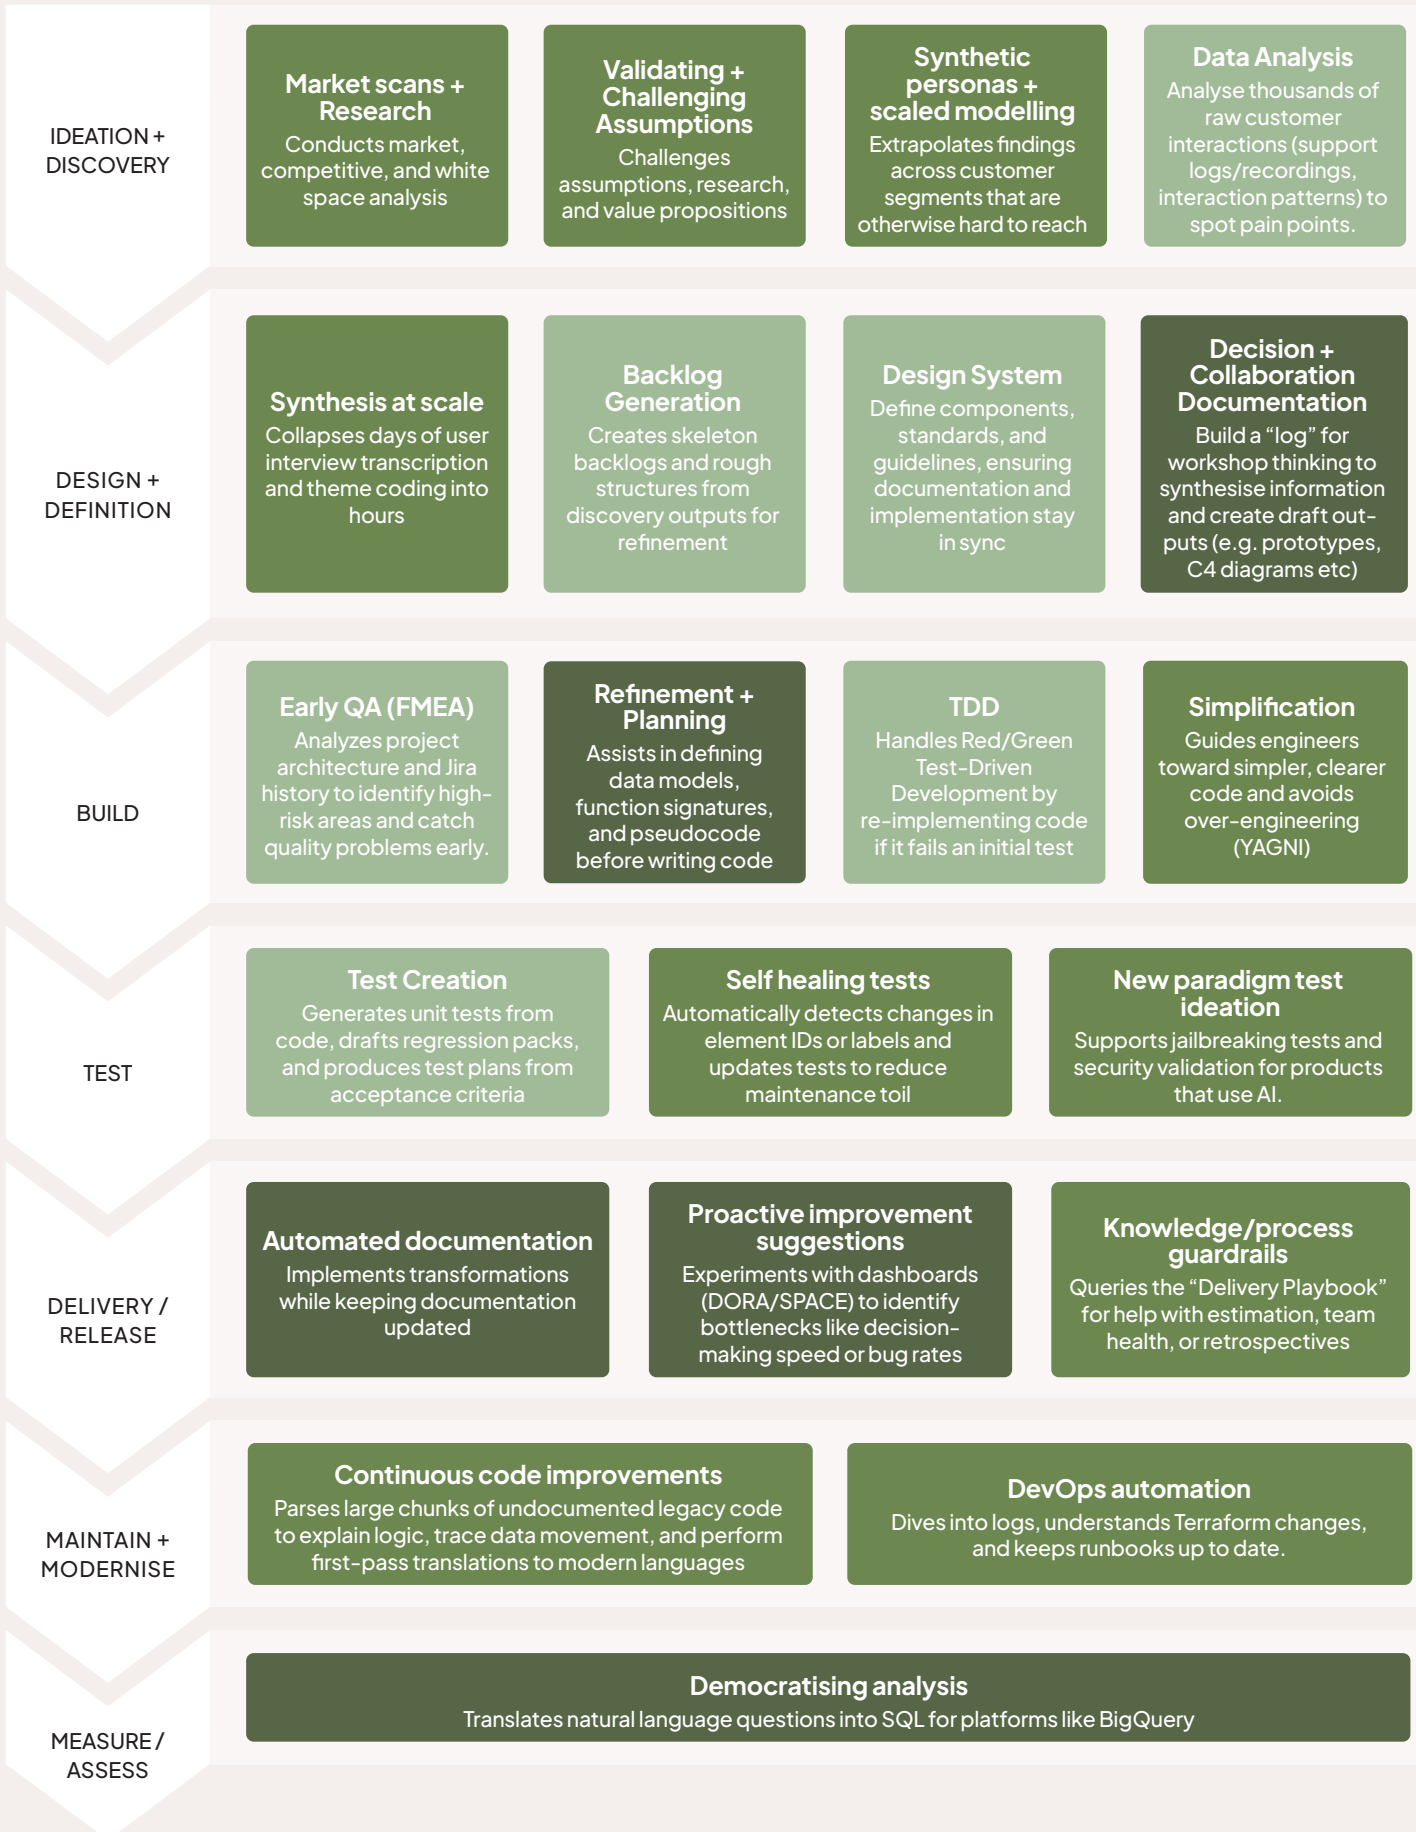 IDEATION +
DISCOVERY
Market scans +
Research
Conducts market,
competitive, and white
space analysis
Validating +
Challenging
Assumptions
Challenges
assumptions, research,
and value propositions
Synthetic
personas +
scaled modelling
Extrapolates findings
across customer
segments that are
otherwise hard to reach
Data Analysis
Analyse thousands of
raw customer
interactions (support
logs/recordings,
interaction patterns) to
spot pain points.
DESIGN +
DEFINITION
Synthesis at scale
Collapses days of user
interview transcription
and theme coding into
hours
Backlog
Generation
Creates skeleton
backlogs and rough
structures from
discovery outputs for
refinement
Design System
Define components,
standards, and
guidelines, ensuring
documentation and
implementation stay
in sync
Decision +
Collaboration
Documentation
Build a “log” for
workshop thinking to
synthesise information
and create draft out-
puts (e.g. prototypes,
C4 diagrams etc)
BUILD
Early QA (FMEA)
Analyzes project
architecture and Jira
history to identify high-
risk areas and catch
quality problems early.
Refinement +
Planning
Assists in defining
data models,
function signatures,
and pseudocode
before writing code
TDD
Handles Red/Green
Test-Driven
Development by
re-implementing code
if it fails an initial test
Simplification
Guides engineers
toward simpler, clearer
code and avoids
over-engineering
(YAGNI)
TEST
Test Creation
Generates unit tests from
code, drafts regression packs,
and produces test plans from
acceptance criteria
Self healing tests
Automatically detects changes in
element IDs or labels and
updates tests to reduce
maintenance toil
New paradigm test
ideation
Supports jailbreaking tests and
security validation for products
that use AI.
DELIVERY /
RELEASE
Automated documentation
Implements transformations
while keeping documentation
updated
Proactive improvement
suggestions
Experiments with dashboards
(DORA/SPACE) to identify
bottlenecks like decision-
making speed or bug rates
Knowledge/process
guardrails
Queries the “Delivery Playbook”
for help with estimation, team
health, or retrospectives
MAINTAIN +
MODERNISE
Continuous code improvements
Parses large chunks of undocumented legacy code
to explain logic, trace data movement, and perform
first-pass translations to modern languages
DevOps automation
Dives into logs, understands Terraform changes,
and keeps runbooks up to date.
MEASURE /
ASSESS
Democratising analysis
Translates natural language questions into SQL for platforms like BigQuery